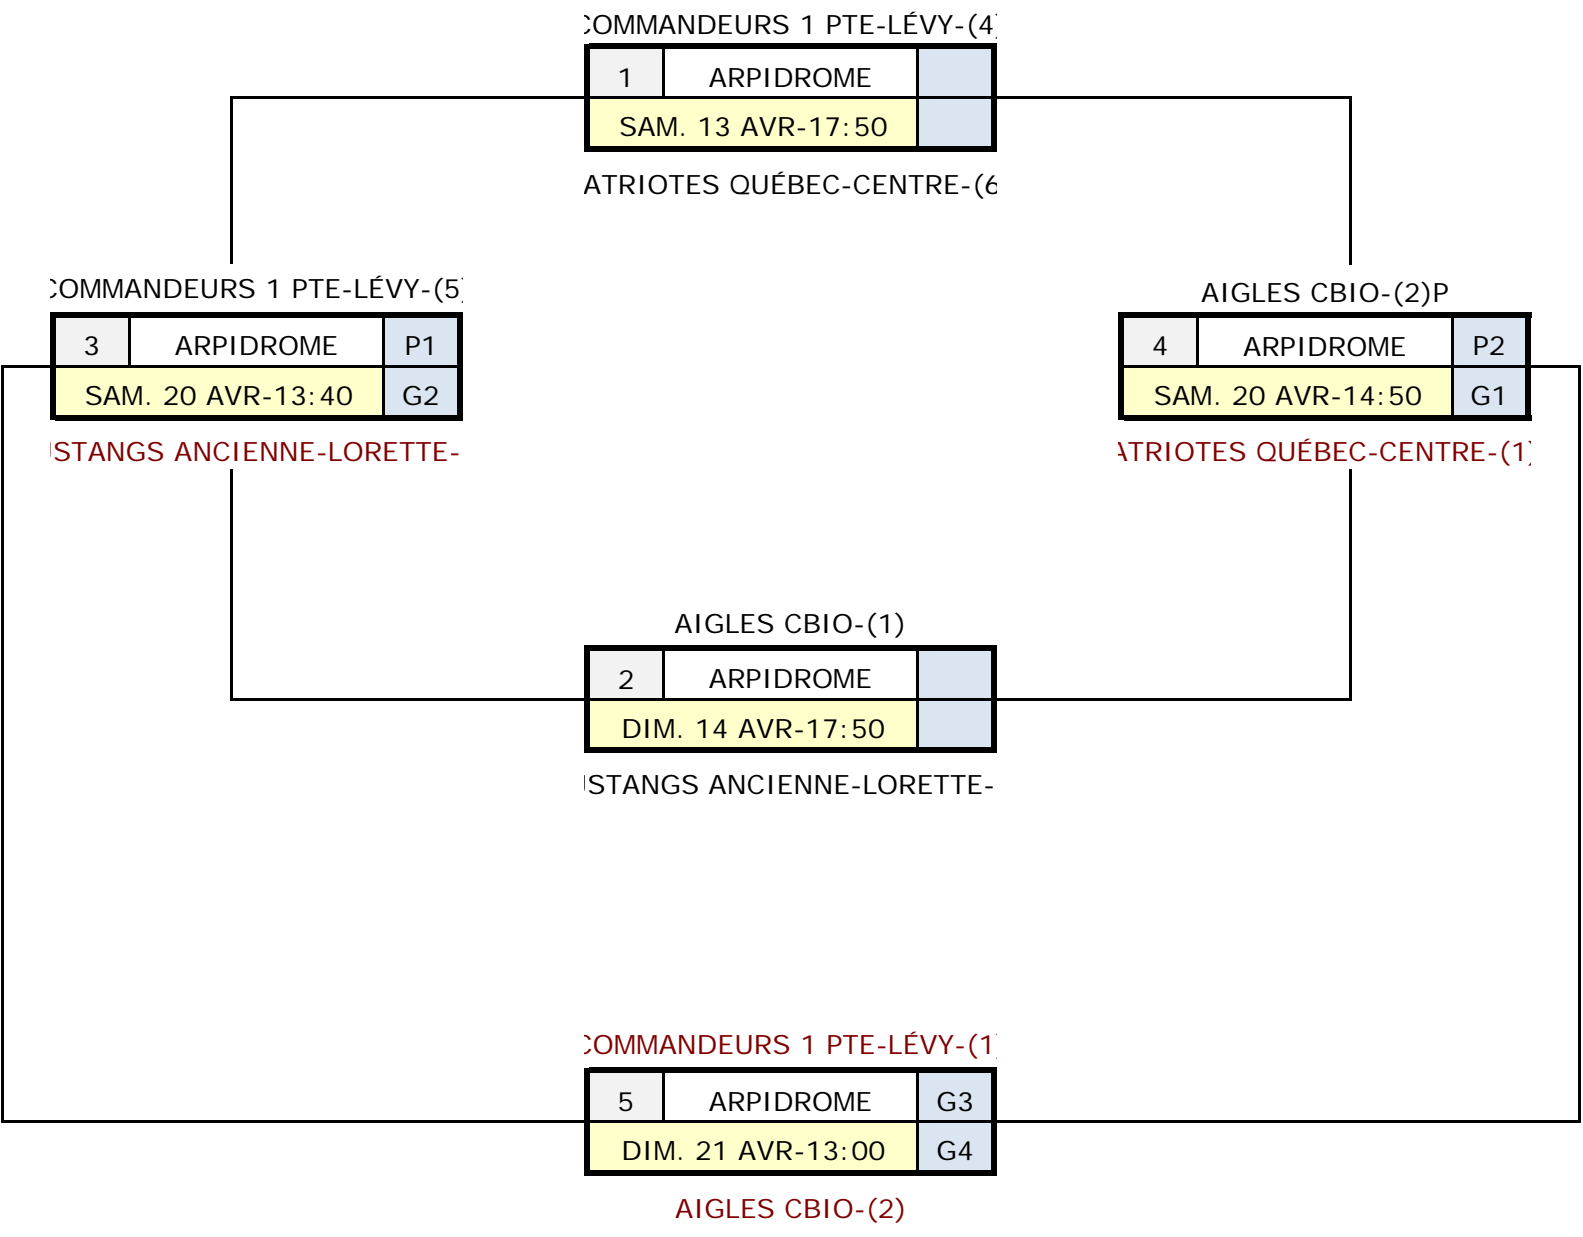 COMMANDEURS 1 PTE-LÉVY-(4)
1 ARPIDROME
SAM. 13 AVR-17:50
ATRIOTES QUÉBEC-CENTRE-(6
COMMANDEURS 1 PTE-LÉVY-(5)
3 ARPIDROME P1
SAM. 20 AVR-13:40 G2
USTANGS ANCIENNE-LORETTE-
AIGLES CBIO-(2)P
4 ARPIDROME P2
SAM. 20 AVR-14:50 G1
ATRIOTES QUÉBEC-CENTRE-(1)
AIGLES CBIO-(1)
2 ARPIDROME
DIM. 14 AVR-17:50
USTANGS ANCIENNE-LORETTE-
COMMANDEURS 1 PTE-LÉVY-(1)
5 ARPIDROME G3
DIM. 21 AVR-13:00 G4
AIGLES CBIO-(2)